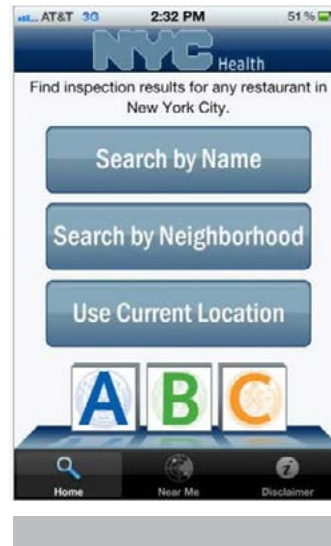 AT&T 3G 2:32 PM 51 %
NYC Health
Find inspection results for any restaurant in
New York City.
Search by Name
Search by Neighborhood
Use Current Location
A B C
Home Near Me Disclaimer